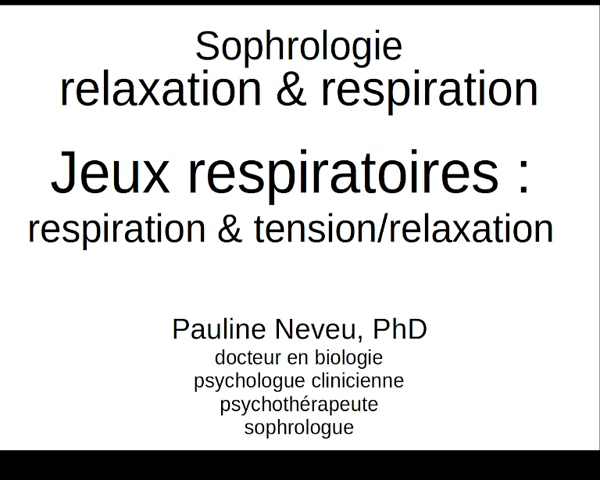 Sophrologie
relaxation & respiration
Jeux respiratoires :
respiration & tension/relaxation
Pauline Neveu, PhD
docteur en biologie
psychologue clinicienne
psychothérapeute
sophrologue